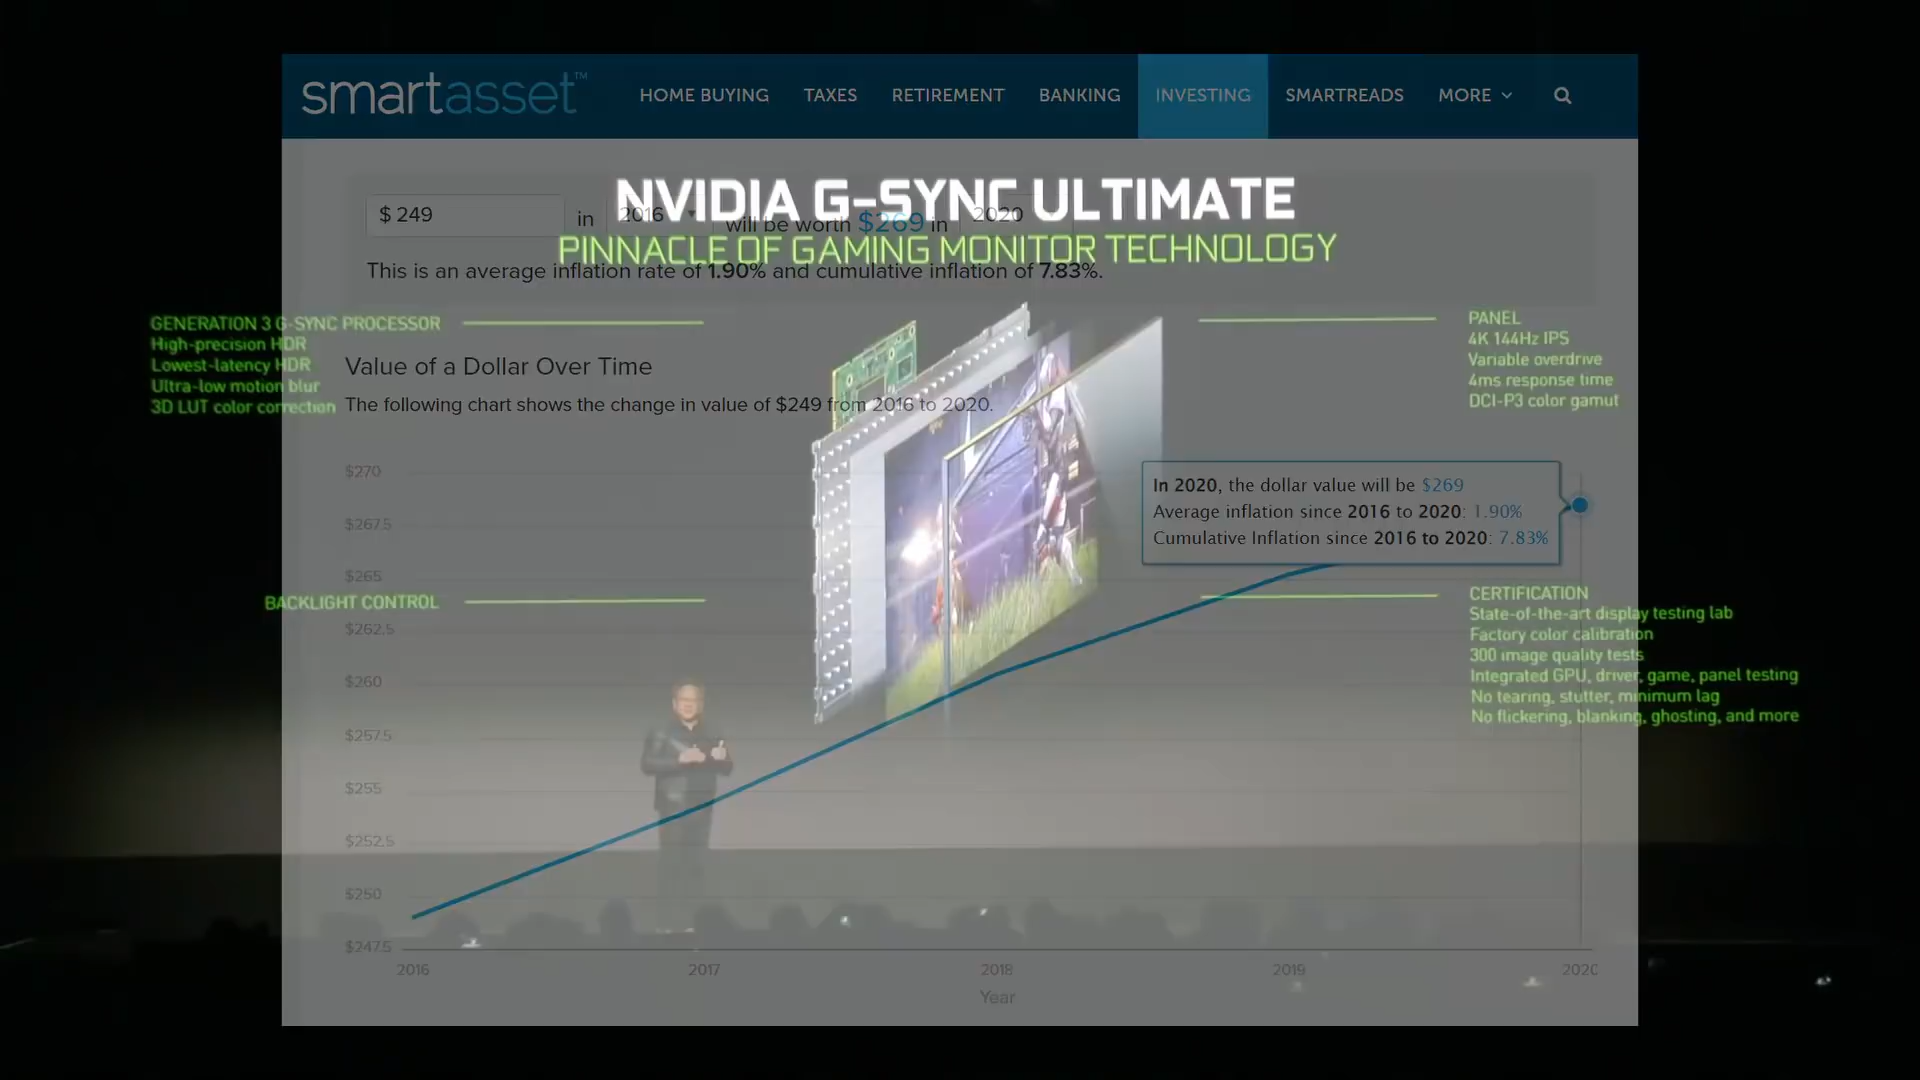 smartasset™
HOME BUYING
TAXES
RETIREMENT
BANKING
INVESTING
SMARTREADS
MORE
NVIDIA G-SYNC ULTIMATE
PINNACLE OF GAMING MONITOR TECHNOLOGY
$ 249 in 2016 will be worth $269 in 2020
This is an average inflation rate of 1.90% and cumulative inflation of 7.83%.
GENERATION 3 G-SYNC PROCESSOR
High-precision HDR
Lowest-latency HDR
Ultra-low motion blur
3D LUT color correction
PANEL
4K 144Hz IPS
Variable overdrive
4ms response time
DCI-P3 color gamut
Value of a Dollar Over Time
The following chart shows the change in value of $249 from 2016 to 2020.
In 2020, the dollar value will be $269
Average inflation since 2016 to 2020: 1.90%
Cumulative Inflation since 2016 to 2020: 7.83%
BACKLIGHT CONTROL
CERTIFICATION
State-of-the-art display testing lab
Factory color calibration
300 image quality tests
Integrated GPU, driver, game, panel testing
No tearing, stutter, minimum lag
No flickering, blanking, ghosting, and more
$270
$267.5
$265
$262.5
$260
$257.5
$255
$252.5
$250
$247.5
2016
2017
2018
2019
2020
Year